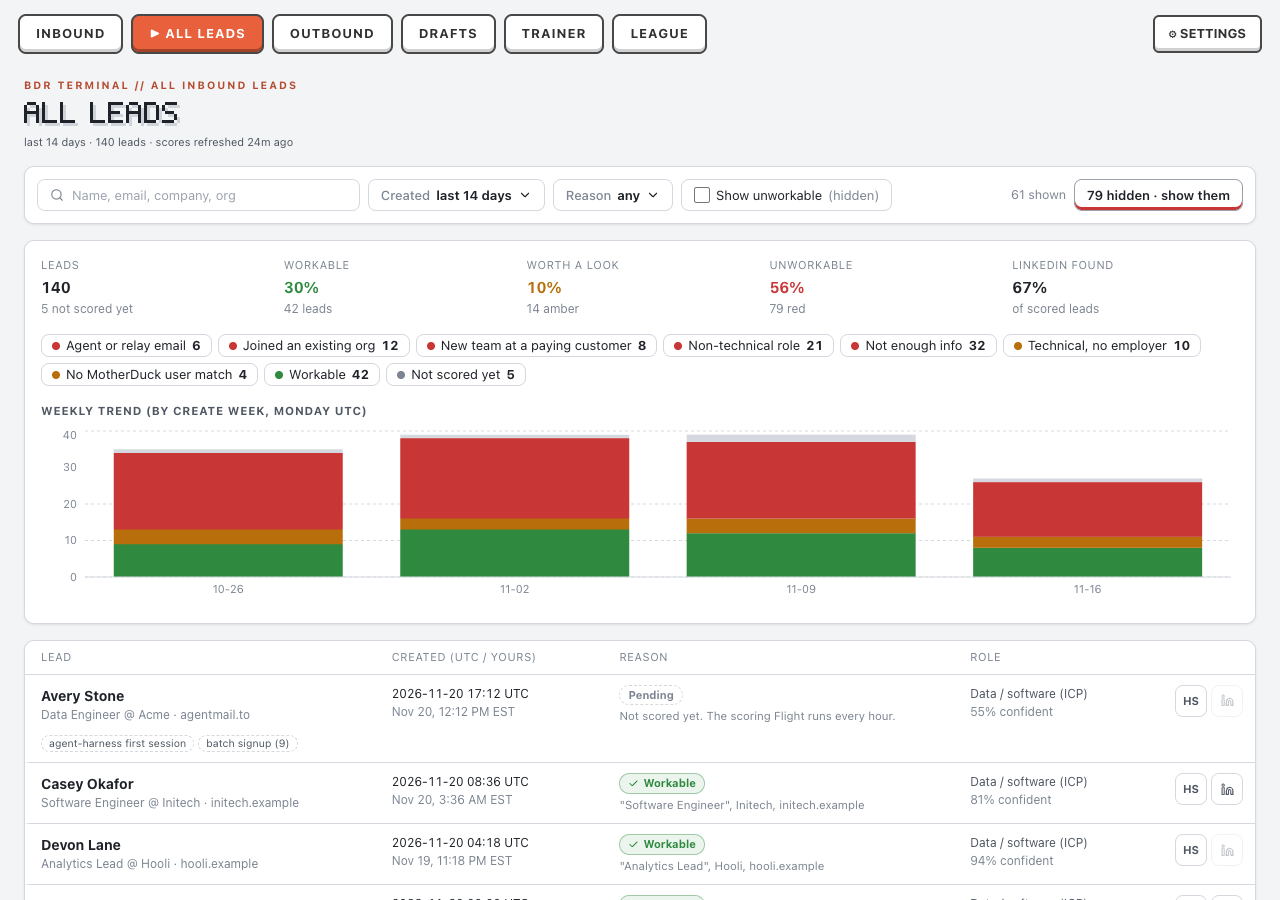 INBOUND
▶ ALL LEADS
OUTBOUND
DRAFTS
TRAINER
LEAGUE
⚙ SETTINGS
BDR TERMINAL // ALL INBOUND LEADS
ALL LEADS
last 14 days · 140 leads · scores refreshed 24m ago
Name, email, company, org
Created last 14 days
Reason any
Show unworkable (hidden)
61 shown
79 hidden · show them
LEADS
140
5 not scored yet
WORKABLE
30%
42 leads
WORTH A LOOK
10%
14 amber
UNWORKABLE
56%
79 red
LINKEDIN FOUND
67%
of scored leads
Agent or relay email 6
Joined an existing org 12
New team at a paying customer 8
Non-technical role 21
Not enough info 32
Technical, no employer 10
No MotherDuck user match 4
Workable 42
Not scored yet 5
WEEKLY TREND (BY CREATE WEEK, MONDAY UTC)
40
30
20
10
0
10-26
11-02
11-09
11-16
LEAD
CREATED (UTC / YOURS)
REASON
ROLE
Avery Stone
Data Engineer @ Acme · agentmail.to
agent-harness first session
batch signup (9)
2026-11-20 17:12 UTC
Nov 20, 12:12 PM EST
Pending
Not scored yet. The scoring Flight runs every hour.
Data / software (ICP)
55% confident
HS
in
Casey Okafor
Software Engineer @ Initech · initech.example
2026-11-20 08:36 UTC
Nov 20, 3:36 AM EST
Workable
"Software Engineer", Initech, initech.example
Data / software (ICP)
81% confident
HS
in
Devon Lane
Analytics Lead @ Hooli · hooli.example
2026-11-20 04:18 UTC
Nov 19, 11:18 PM EST
Workable
"Analytics Lead", Hooli, hooli.example
Data / software (ICP)
94% confident
HS
in